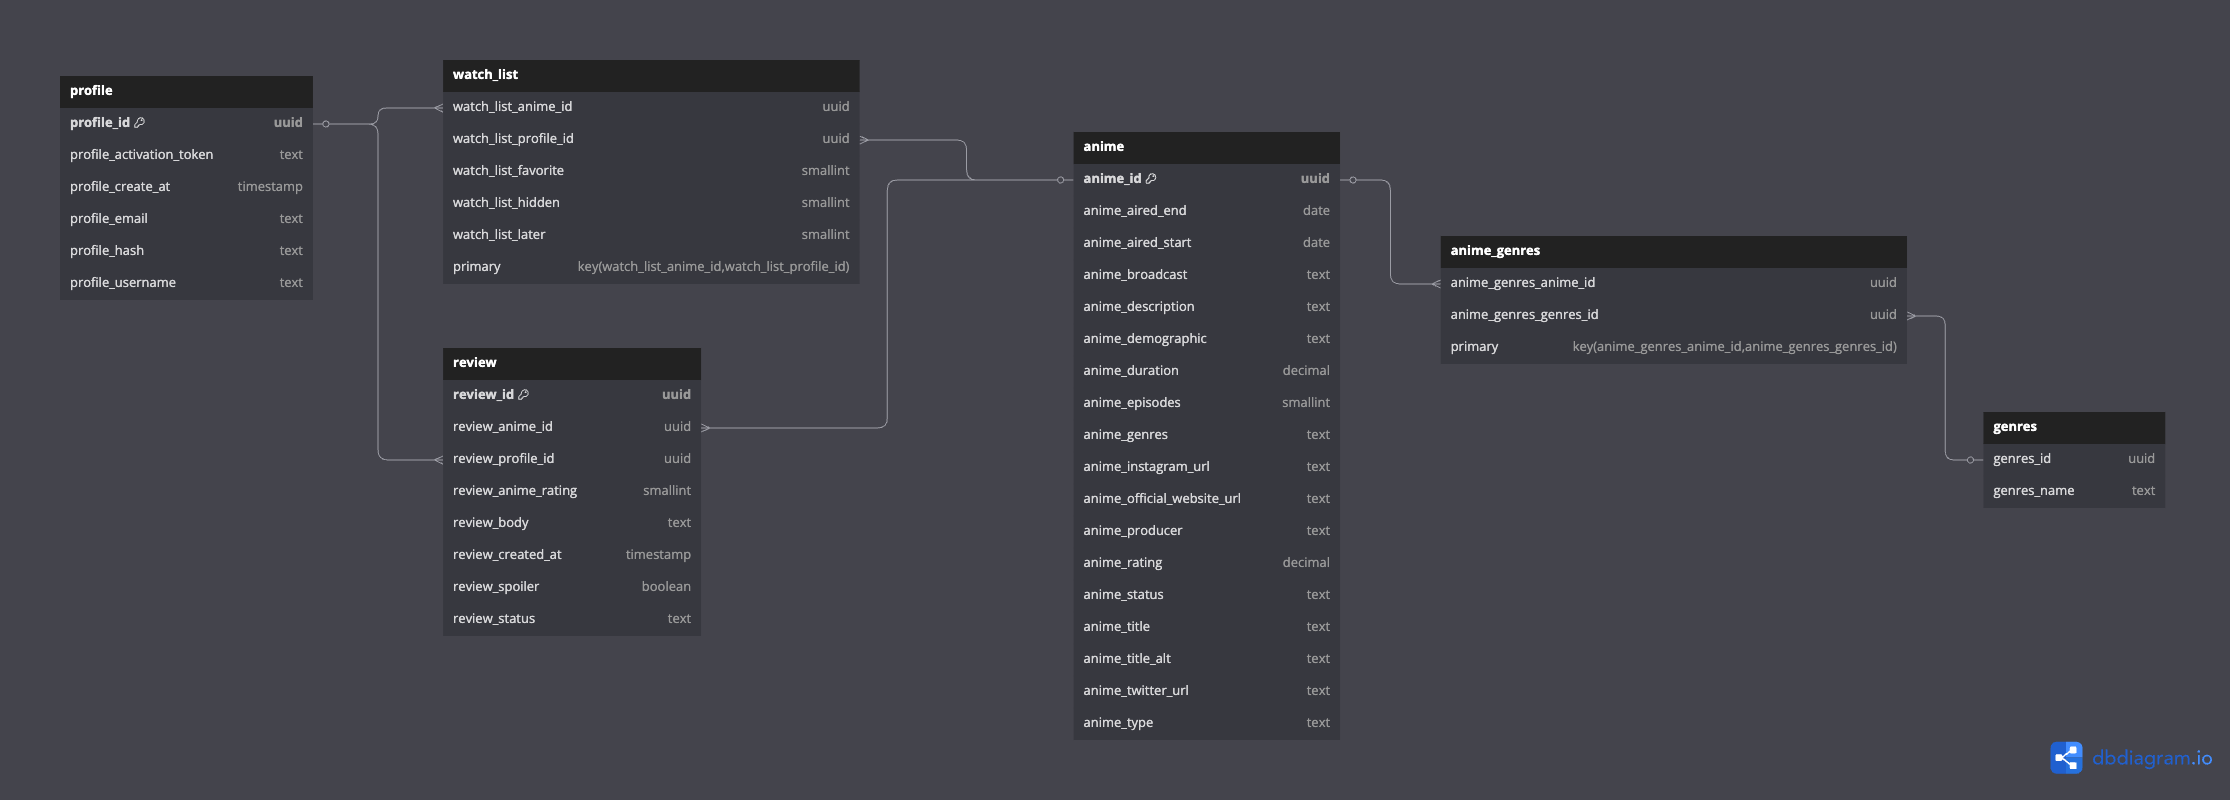 profile
profile_id uuid
profile_activation_token text
profile_create_at timestamp
profile_email text
profile_hash text
profile_username text
watch_list
watch_list_anime_id uuid
watch_list_profile_id uuid
watch_list_favorite smallint
watch_list_hidden smallint
watch_list_later smallint
primary key(watch_list_anime_id,watch_list_profile_id)
review
review_id uuid
review_anime_id uuid
review_profile_id uuid
review_anime_rating smallint
review_body text
review_created_at timestamp
review_spoiler boolean
review_status text
anime
anime_id uuid
anime_aired_end date
anime_aired_start date
anime_broadcast text
anime_description text
anime_demographic text
anime_duration decimal
anime_episodes smallint
anime_genres text
anime_instagram_url text
anime_official_website_url text
anime_producer text
anime_rating decimal
anime_status text
anime_title text
anime_title_alt text
anime_twitter_url text
anime_type text
anime_genres
anime_genres_anime_id uuid
anime_genres_genres_id uuid
primary key(anime_genres_anime_id,anime_genres_genres_id)
genres
genres_id uuid
genres_name text
dbdiagram.io